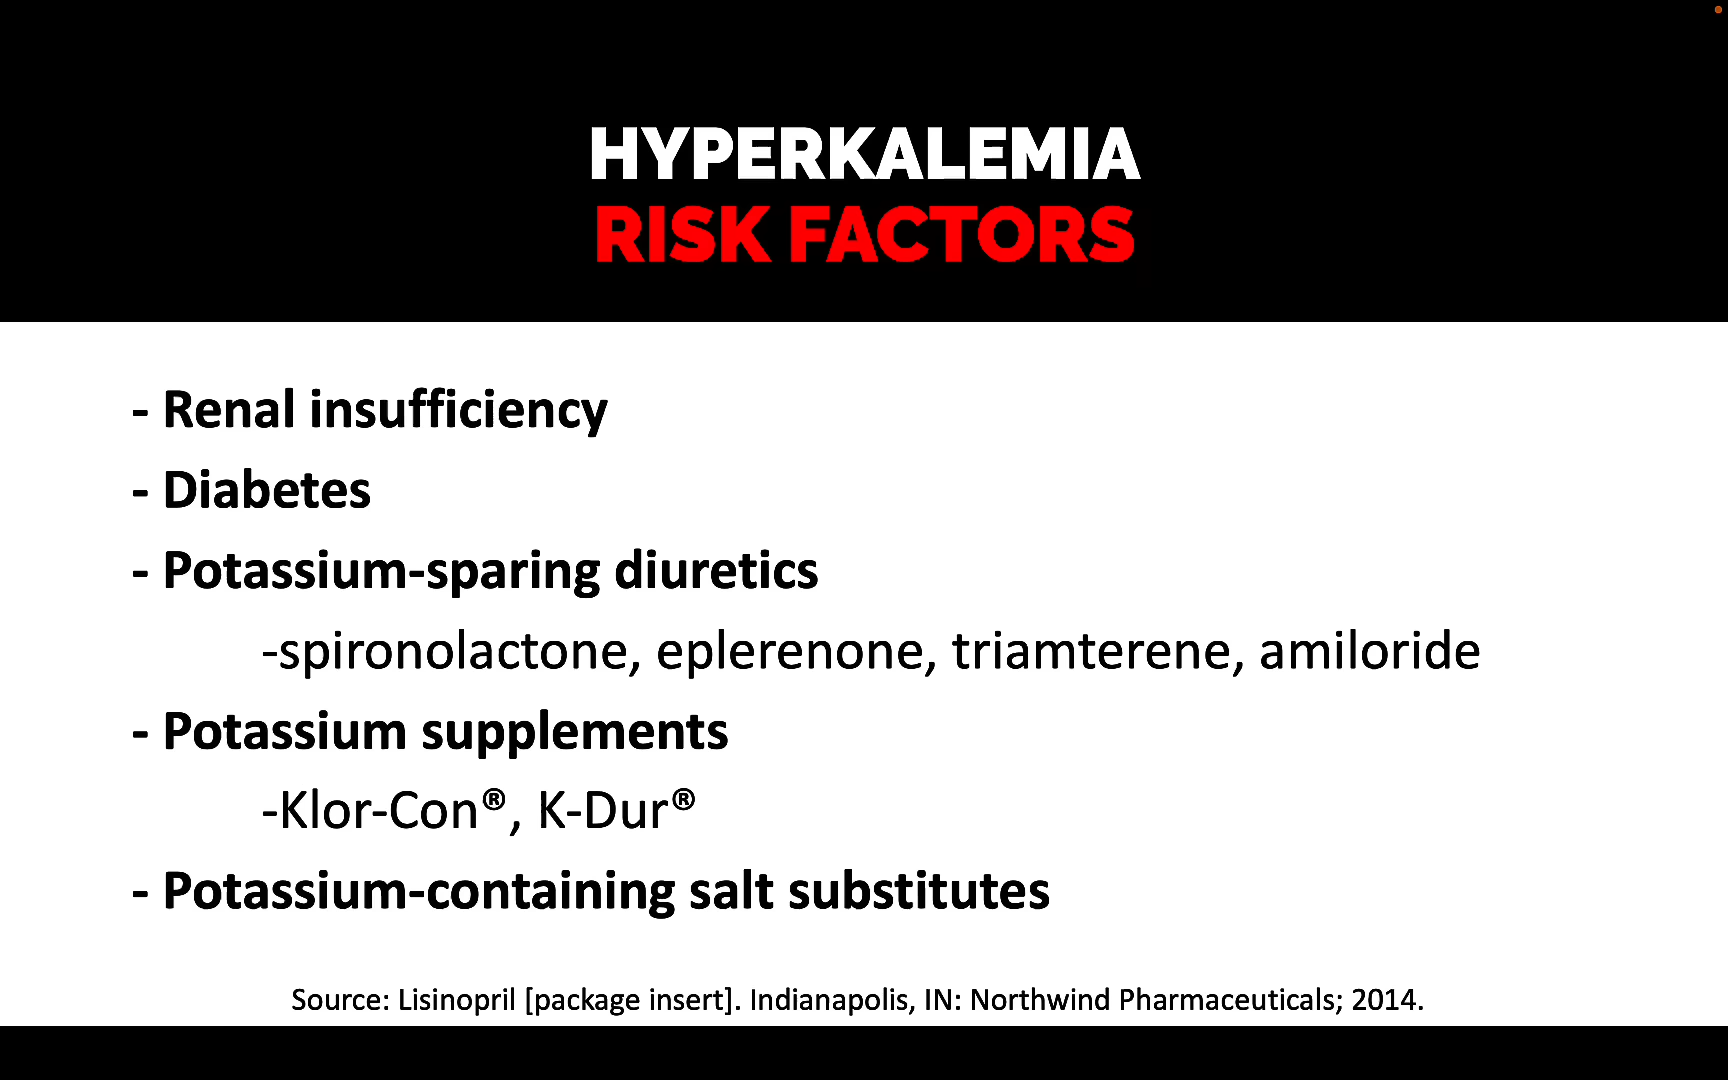 HYPERKALEMIA
RISK FACTORS
- Renal insufficiency
- Diabetes
- Potassium-sparing diuretics
-spironolactone, eplerenone, triamterene, amiloride
- Potassium supplements
-Klor-Con®, K-Dur®
- Potassium-containing salt substitutes
Source: Lisinopril [package insert]. Indianapolis, IN: Northwind Pharmaceuticals; 2014.